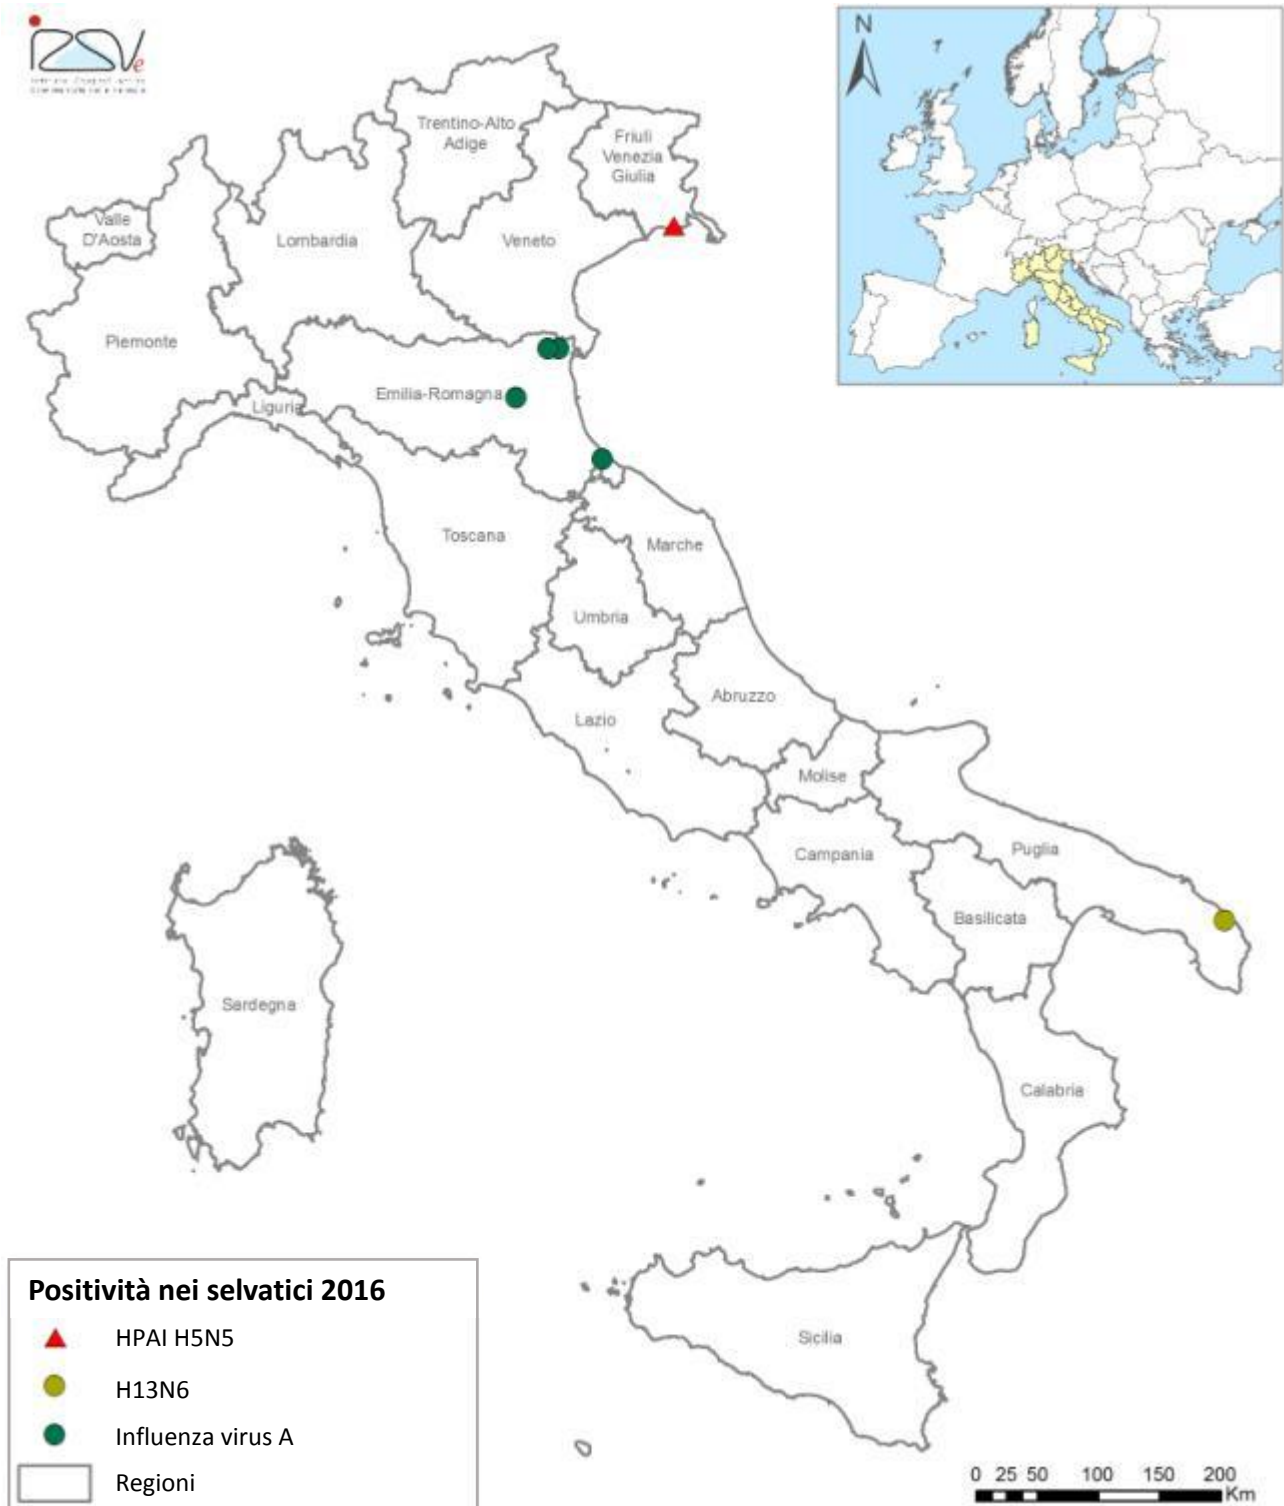 IZSVe
N
Trentino-Alto
Adige
Friuli
Venezia
Giulia
Valle
D'Aosta
Lombardia
Veneto
Piemonte
Emilia-Romagna
Liguria
Toscana
Marche
Umbria
Abruzzo
Lazio
Molise
Campania
Puglia
Basilicata
Sardegna
Calabria
Sicilia
Positività nei selvatici 2016
HPAI H5N5
H13N6
Influenza virus A
Regioni
0 25 50 100 150 200
Km